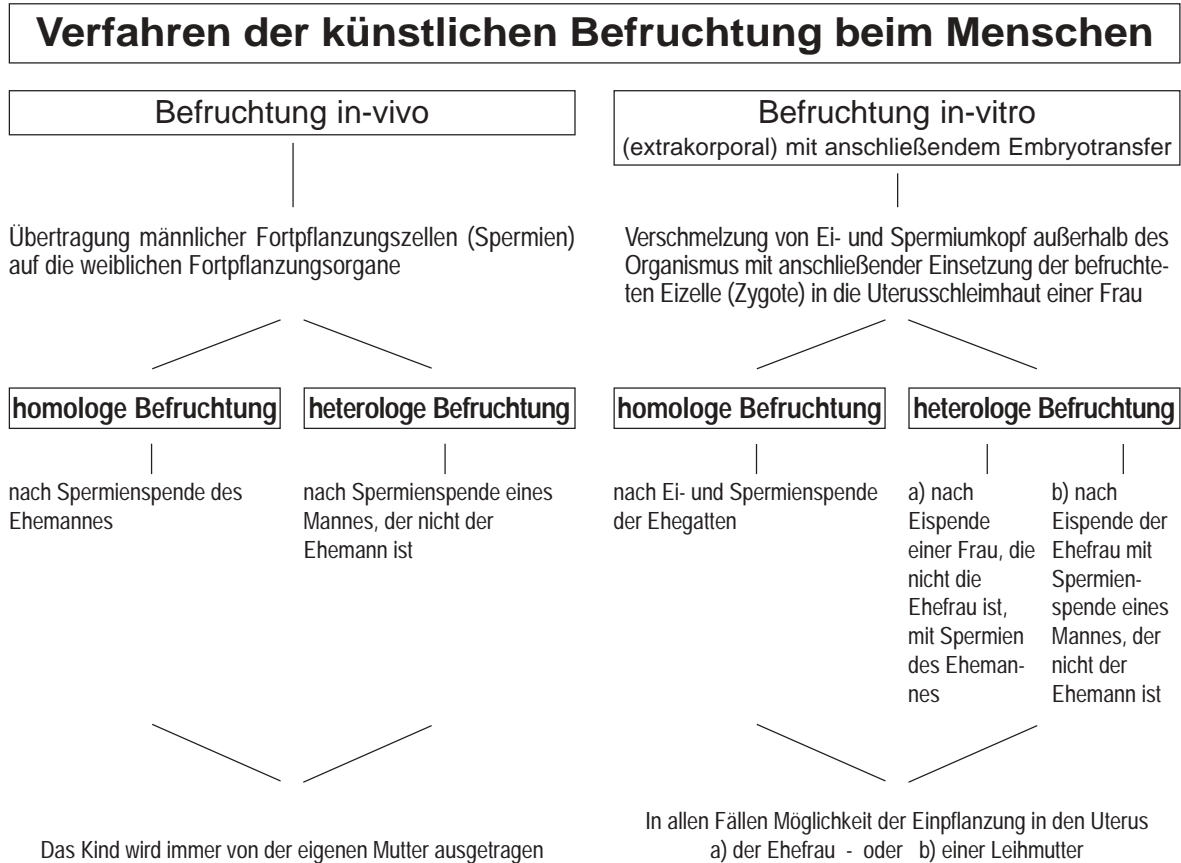 Verfahren der künstlichen Befruchtung beim Menschen
Befruchtung in-vivo
Übertragung männlicher Fortpflanzungszellen (Spermien)
auf die weiblichen Fortpflanzungsorgane
homologe Befruchtung
nach Spermienspende des
Ehemannes
heterologe Befruchtung
nach Spermienspende eines
Mannes, der nicht der
Ehemann ist
Das Kind wird immer von der eigenen Mutter ausgetragen
Befruchtung in-vitro
(extrakorporal) mit anschließendem Embryotransfer
Verschmelzung von Ei- und Spermiumkopf außerhalb des
Organismus mit anschließender Einsetzung der befruchte-
ten Eizelle (Zygote) in die Uterusschleimhaut einer Frau
homologe Befruchtung
nach Ei- und Spermienspende
der Ehegatten
heterologe Befruchtung
a) nach
Eispende
einer Frau, die
nicht die
Ehefrau ist,
mit Spermien
des Eheman-
nes
b) nach
Eispende der
Ehefrau mit
Spermien-
spende eines
Mannes, der
nicht der
Ehemann ist
In allen Fällen Möglichkeit der Einpflanzung in den Uterus
a) der Ehefrau - oder b) einer Leihmutter